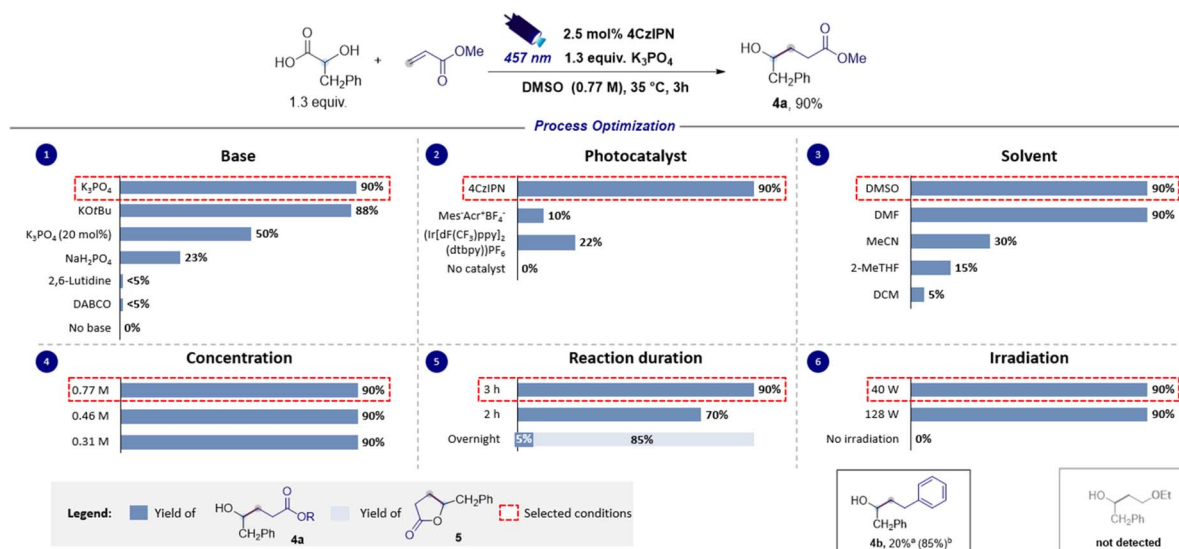 O
HO
OH
CH₂Ph
1.3 equiv.
+
OMe
O
457 nm
2.5 mol% 4CzIPN
1.3 equiv. K₃PO₄
DMSO (0.77 M), 35 °C, 3h
HO
O
OMe
CH₂Ph
4a, 90%
Process Optimization
1
Base
K₃PO₄ 90%
KOtBu 88%
K₃PO₄ (20 mol%) 50%
NaH₂PO₄ 23%
2,6-Lutidine <5%
DABCO <5%
No base 0%
2
Photocatalyst
4CzIPN 90%
Mes-Acr⁺BF₄⁻ 10%
(Ir[dF(CF₃)ppy]₂
(dtbpy))PF₆ 22%
No catalyst 0%
3
Solvent
DMSO 90%
DMF 90%
MeCN 30%
2-MeTHF 15%
DCM 5%
4
Concentration
0.77 M 90%
0.46 M 90%
0.31 M 90%
5
Reaction duration
3 h 90%
2 h 70%
Overnight 5% 85%
6
Irradiation
40 W 90%
128 W 90%
No irradiation 0%
Legend:
Yield of
HO
O
OR
CH₂Ph
4a
Yield of
CH₂Ph
O
O
5
Selected conditions
HO
CH₂Ph
4b, 20%ᵃ (85%)ᵇ
HO
OEt
CH₂Ph
not detected